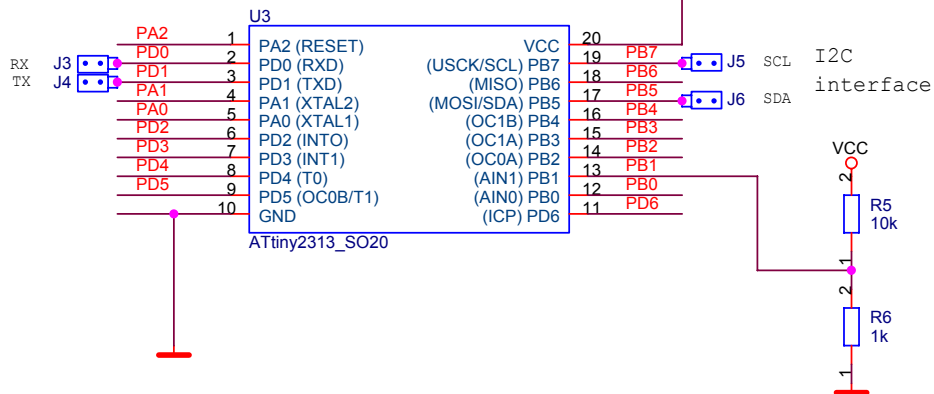 U3
PA2 1 PA2 (RESET) VCC 20
RX J3 PD0 2 PD0 (RXD) (USCK/SCL) PB7 19 PB7 J5 SCL I2C
TX J4 PD1 3 PD1 (TXD) (MISO) PB6 18 PB6 interface
PA1 4 PA1 (XTAL2) (MOSI/SDA) PB5 17 PB5 J6 SDA
PA0 5 PA0 (XTAL1) (OC1B) PB4 16 PB4
PD2 6 PD2 (INTO) (OC1A) PB3 15 PB3
PD3 7 PD3 (INT1) (OC0A) PB2 14 PB2
PD4 8 PD4 (T0) (AIN1) PB1 13 PB1
PD5 9 PD5 (OC0B/T1) (AIN0) PB0 12 PB0
10 GND (ICP) PD6 11 PD6
ATtiny2313_SO20
VCC
2
R5
10k
1
2
R6
1k
1